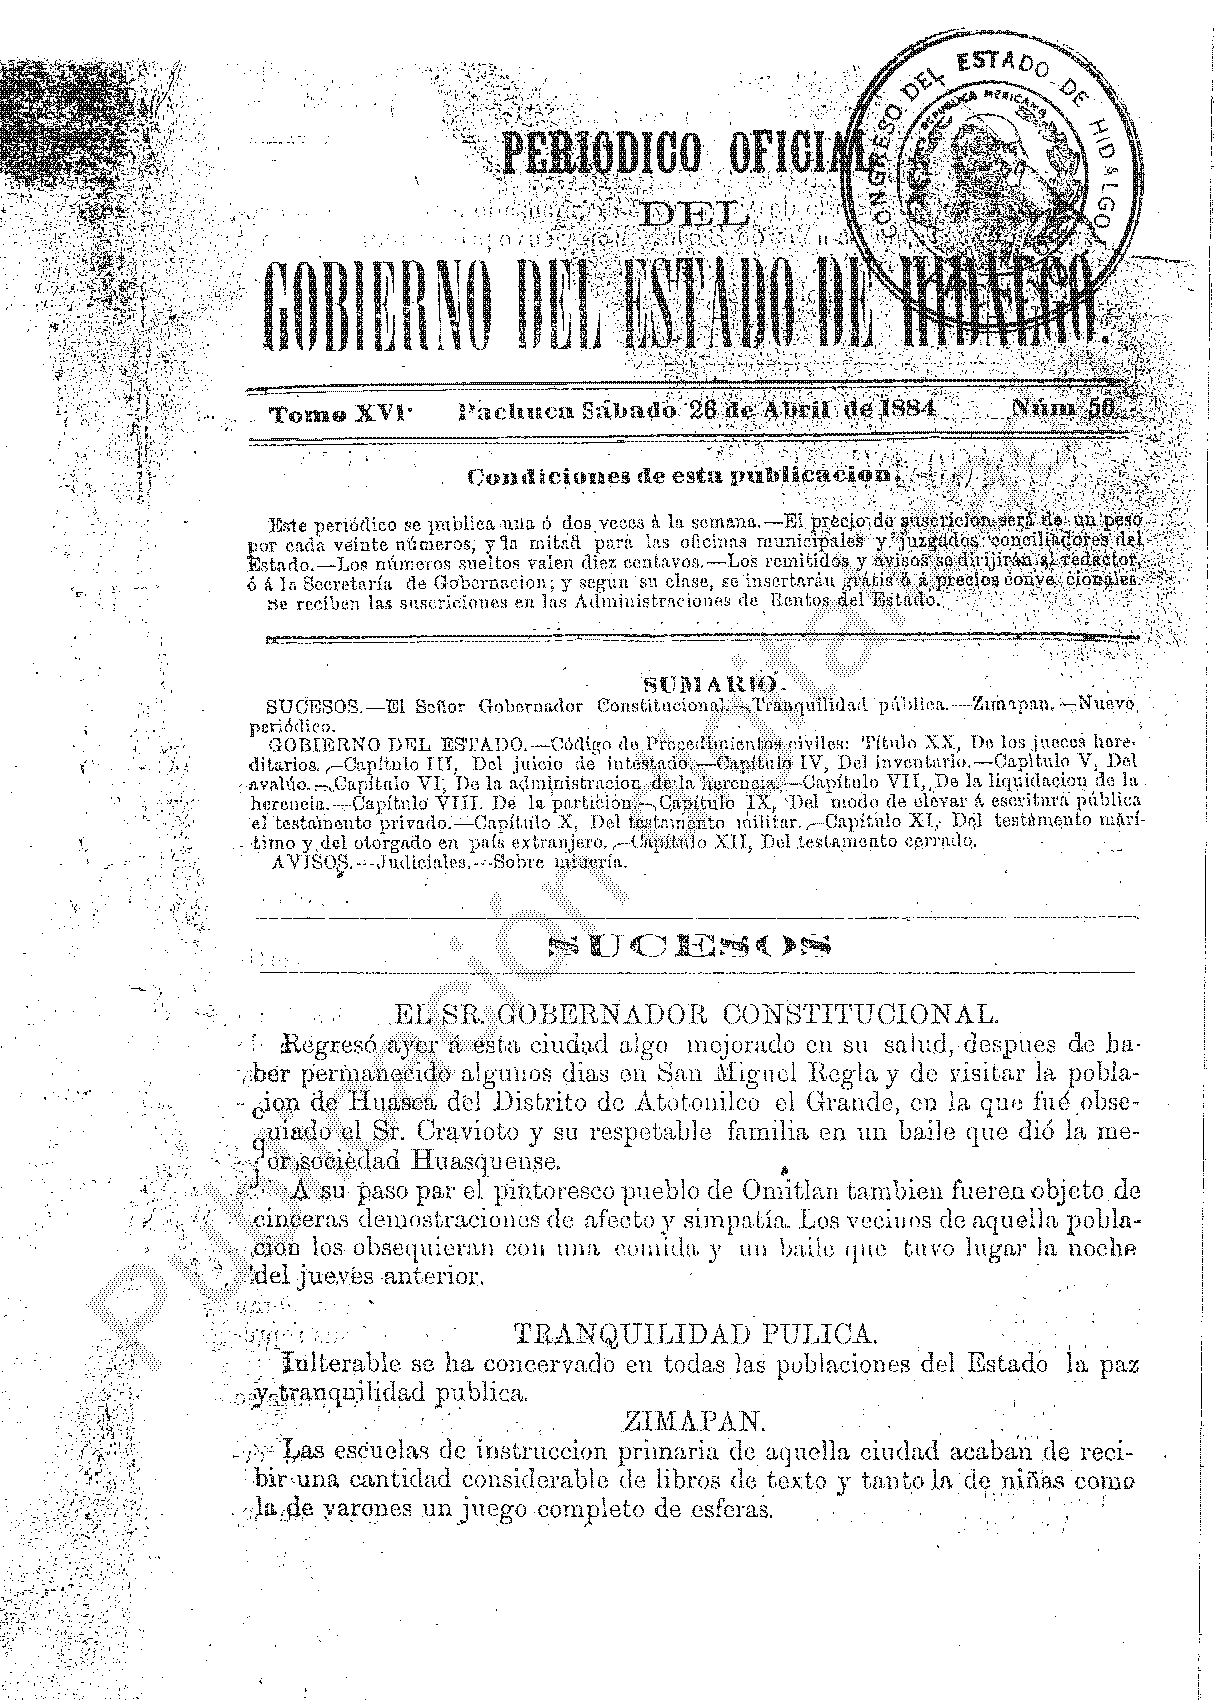 CONGRESO DEL ESTADO DE HIDALGO
REPUBLICA MEXICANA
PERIODICO OFICIAL
DEL
GOBIERNO DEL ESTADO DE HIDALGO.
Tomo XVI· Pachuca Sábado 26 de Abril de 1884 Núm 56
Condiciones de esta publicacion.
Este periódico se publica una ó dos veces á la semana.—El precio de suscricion será de un peso
por cada veinte números, y la mitad para las oficinas municipales y juzgados conciliadores del
Estado.—Los números sueltos valen diez centavos.—Los remitidos y avisos se dirijirán al redactor,
ó á la Secretaría de Gobernacion; y segun su clase, se insertarán grátis ó á precios conve cionales.
Se reciben las suscriciones en las Administraciones de Rentos del Estado.
SUMARIO.
SUCESOS.—El Señor Gobernador Constitucional.—Tranquilidad pública.—Zimapan.—Nuevo
periódico.
GOBIERNO DEL ESTADO.—Código de Procedimientos civiles: Título XX, De los jueces here-
ditarios.—Capítulo III, Del juicio de intestado.—Capítulo IV, Del inventario.—Capítulo V, Del
avalúo.—Capítulo VI, De la administracion de la herencia.—Capítulo VII, De la liquidacion de la
herencia.—Capítulo VIII. De la particion.—Capítulo IX, Del modo de elevar á escritura pública
el testamento privado.—Capítulo X, Del testamento militar.—Capítulo XI, Del testamento marí-
timo y del otorgado en país extranjero.—Capítulo XII, Del testamento cerrado.
AVISOS.—Judiciales.—Sobre minería.
SUCESOS
EL SR. GOBERNADOR CONSTITUCIONAL.
Regresó ayer á esta ciudad algo mejorado en su salud, despues de ha-
ber permanecido algunos dias en San Miguel Regla y de visitar la pobla-
cion de Huasca del Distrito de Atotonilco el Grande, en la que fué obse-
quiado el Sr. Cravioto y su respetable familia en un baile que dió la me-
jor sociedad Huasquense.
A su paso par el pintoresco pueblo de Omitlan tambien fueren objeto de
cinceras demostraciones de afecto y simpatía. Los vecinos de aquella pobla-
cion los obsequieran con una comida y un baile que tuvo lugar la noche
del jueves anterior.
TRANQUILIDAD PULICA.
Inlterable se ha concervado en todas las poblaciones del Estado la paz
y tranquilidad publica.
ZIMAPAN.
Las escuelas de instruccion primaria de aquella ciudad acaban de reci-
bir una cantidad considerable de libros de texto y tanto la de niñas como
la de varones un juego completo de esferas.